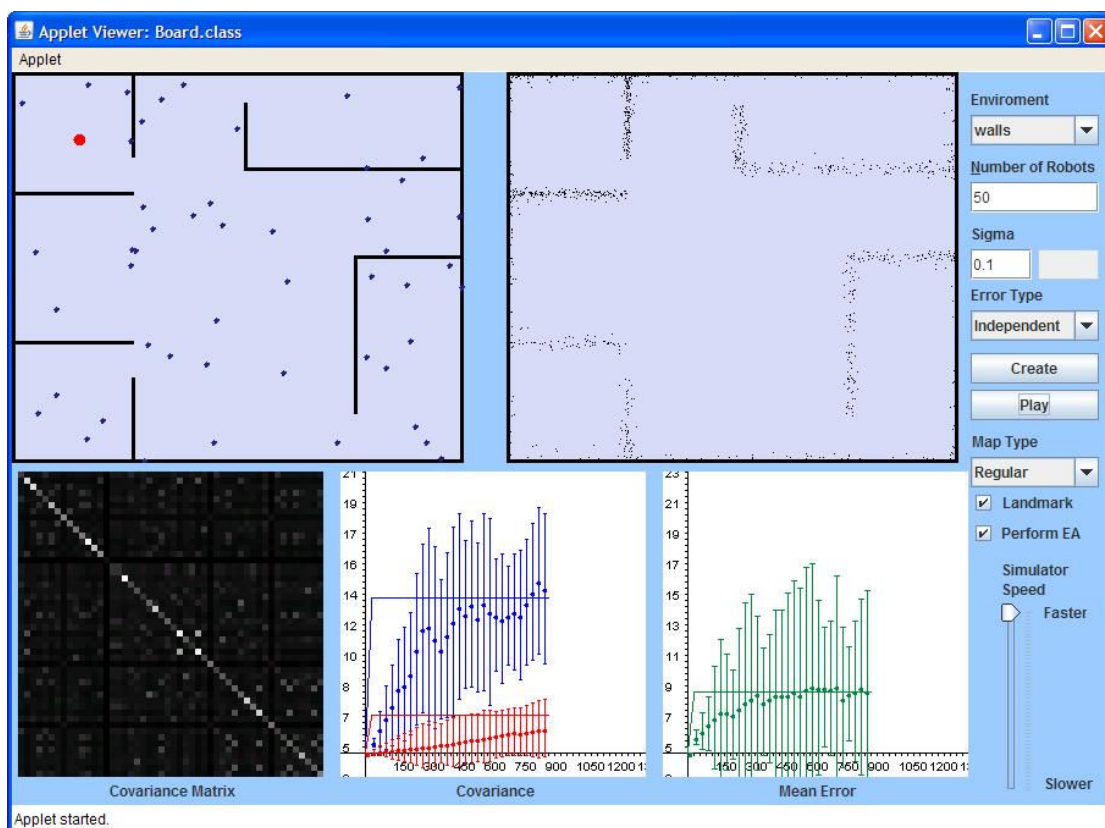 Applet Viewer: Board.class
Applet
Enviroment
walls
Number of Robots
50
Sigma
0.1
Error Type
Independent
Create
Play
Map Type
Regular
Landmark
Perform EA
Simulator
Speed
Faster
Slower
21
19
17
14
12
10
8
7
5
150 300 450 600 750 900 1050 1200
Covariance Matrix
Covariance
23
21
19
17
15
13
11
9
7
5
150 300 450 600 750 900 1050 1200
Mean Error
Applet started.